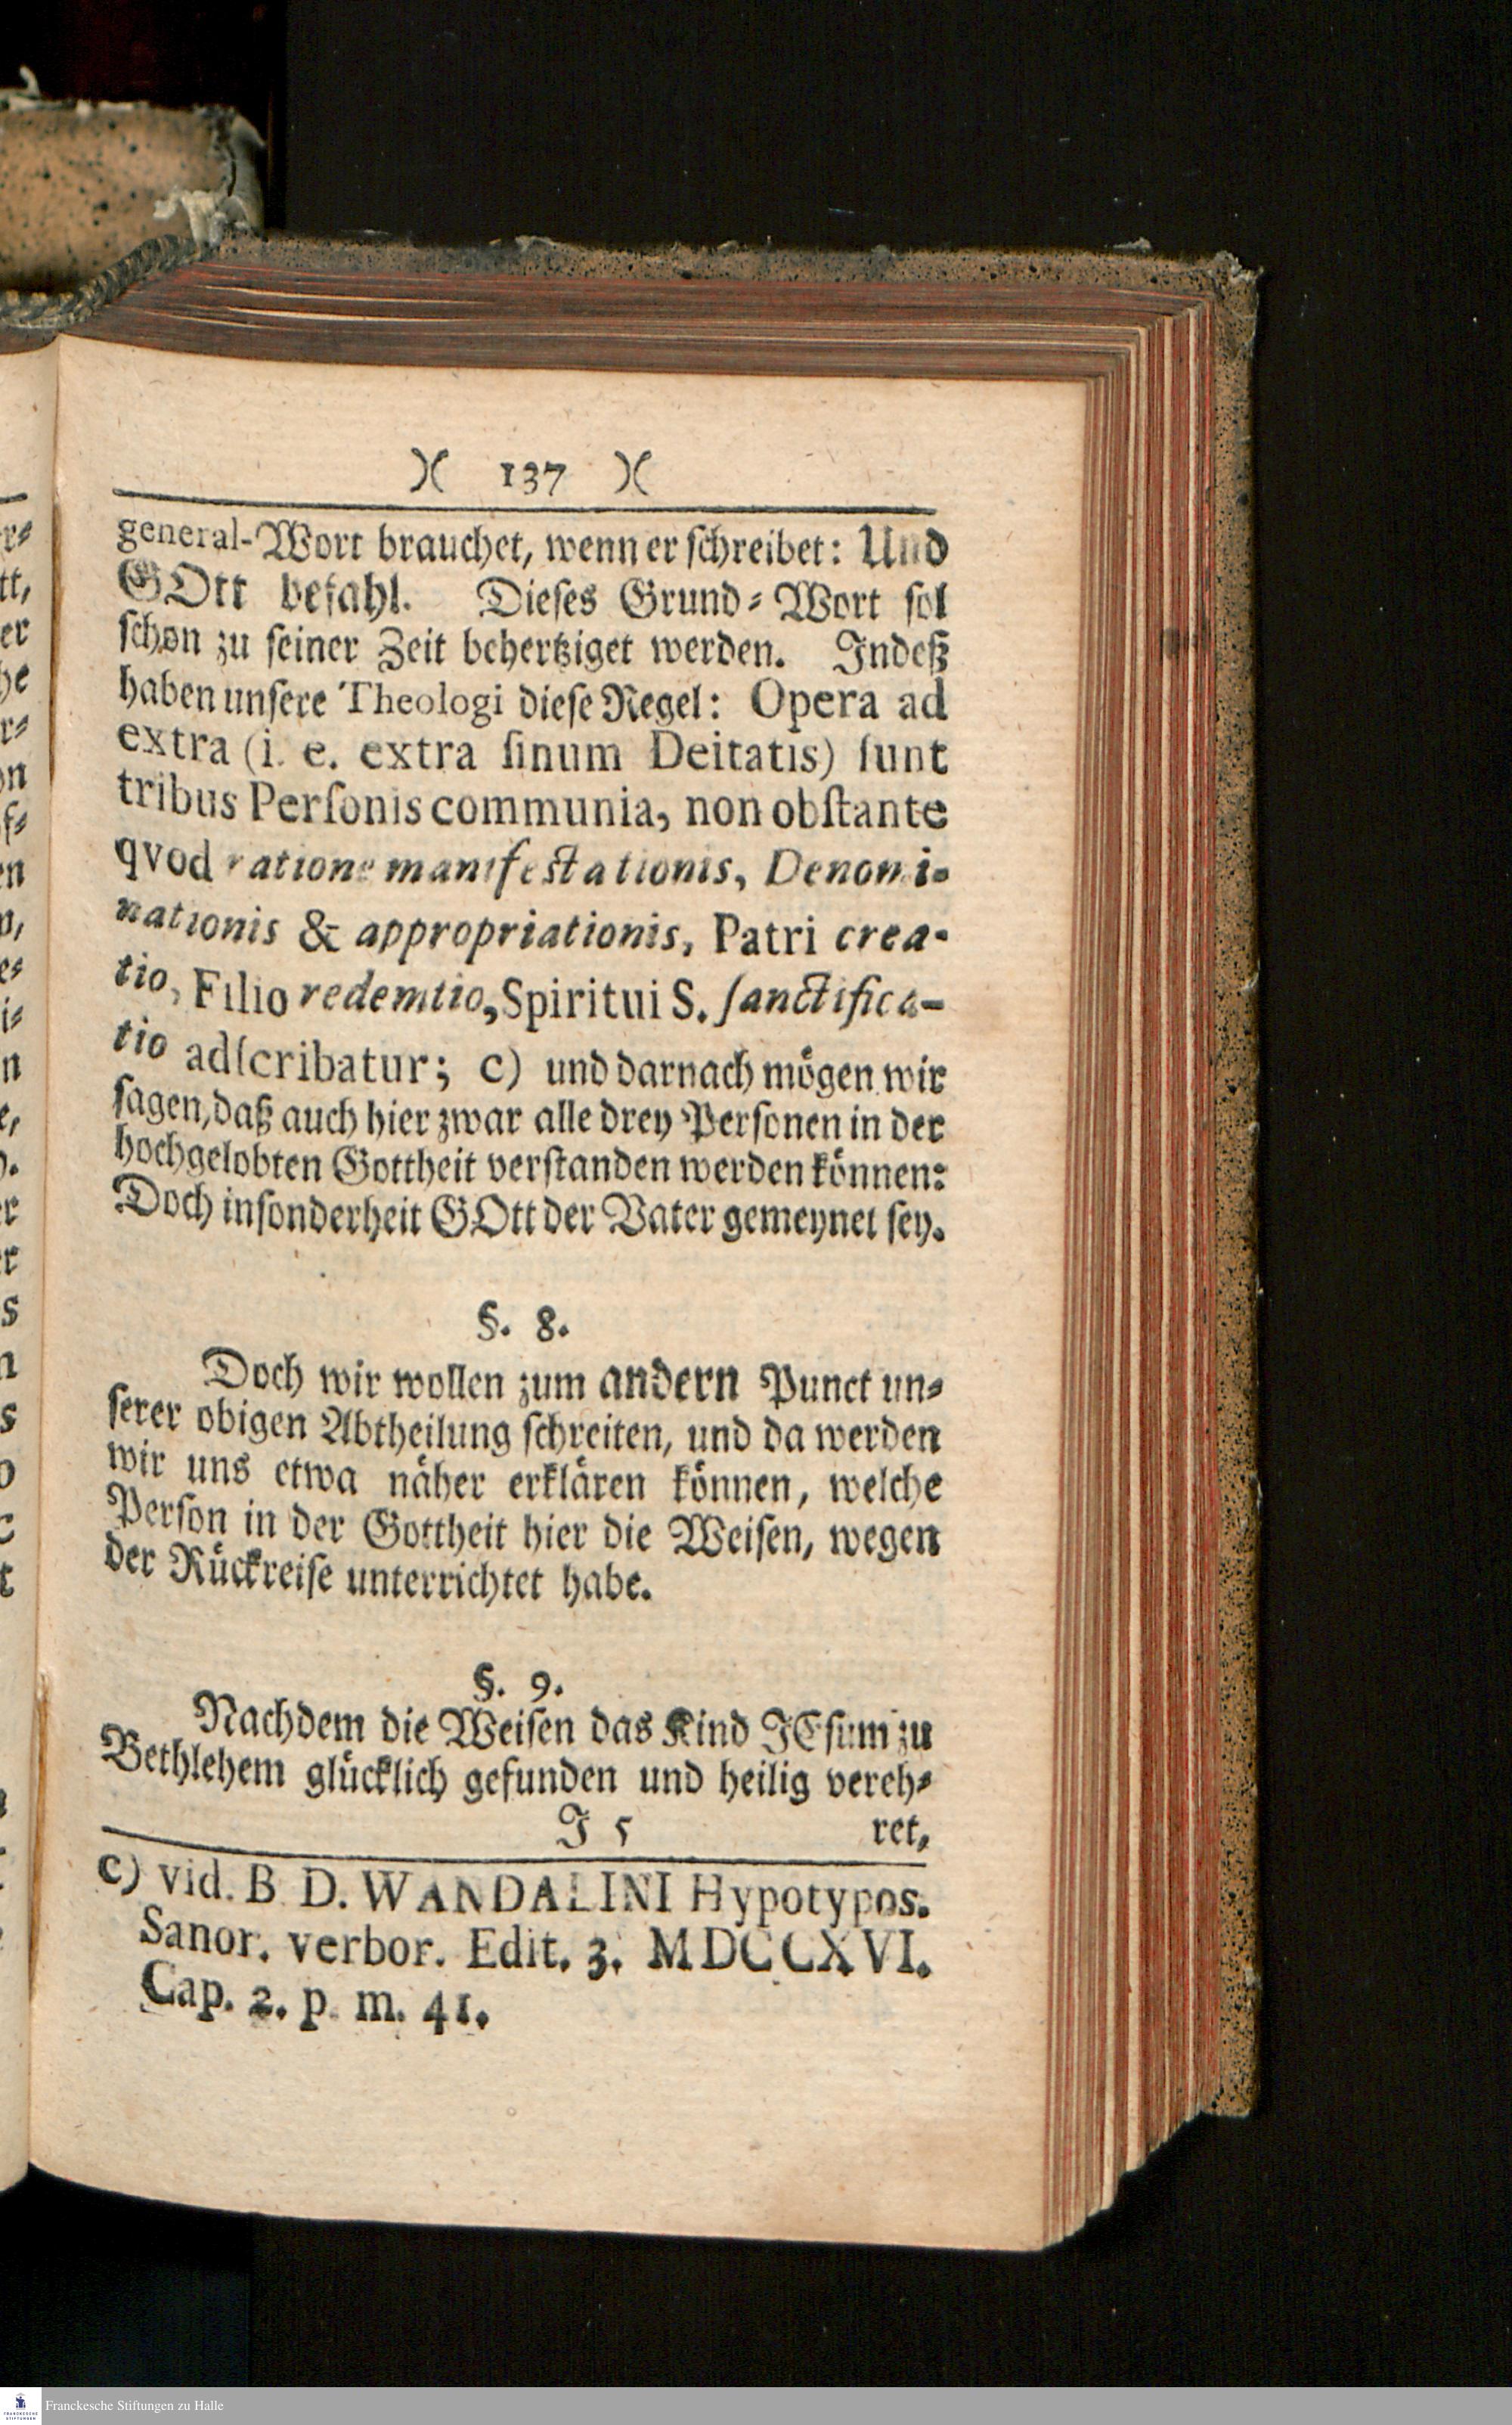 )( 137 )(
general-Wort brauchet, wenn er ſchreibet: Und
GOtt befahl. Dieſes Grund-Wort ſol
ſchon zu ſeiner Zeit behertziget werden. Indeß
haben unſere Theologi dieſe Regel: Opera ad
extra (i. e. extra ſinum Deitatis) ſunt
tribus Perſonis communia, non obſtante
qvod ratione manifeſtationis, Denomi-
nationis & appropriationis, Patri crea-
tio, Filio redemtio, Spiritui S. ſanctifica-
tio adſcribatur; c) und darnach mögen wir
ſagen, daß auch hier zwar alle drey Perſonen in der
hochgelobten Gottheit verſtanden werden können:
Doch inſonderheit GOtt der Vater gemeynet ſey.
§. 8.
Doch wir wollen zum andern Punct un-
ſerer obigen Abtheilung ſchreiten, und da werden
wir uns etwa näher erklären können, welche
Perſon in der Gottheit hier die Weiſen, wegen
der Rückreiſe unterrichtet habe.
§. 9.
Nachdem die Weiſen das Kind JEſum zu
Bethlehem glücklich gefunden und heilig vereh-
J 5 ret,
c) vid. B. D. WANDALINI Hypotypos.
Sanor. verbor. Edit. 3. MDCCXVI.
Cap. 2. p. m. 41.
Franckesche Stiftungen zu Halle